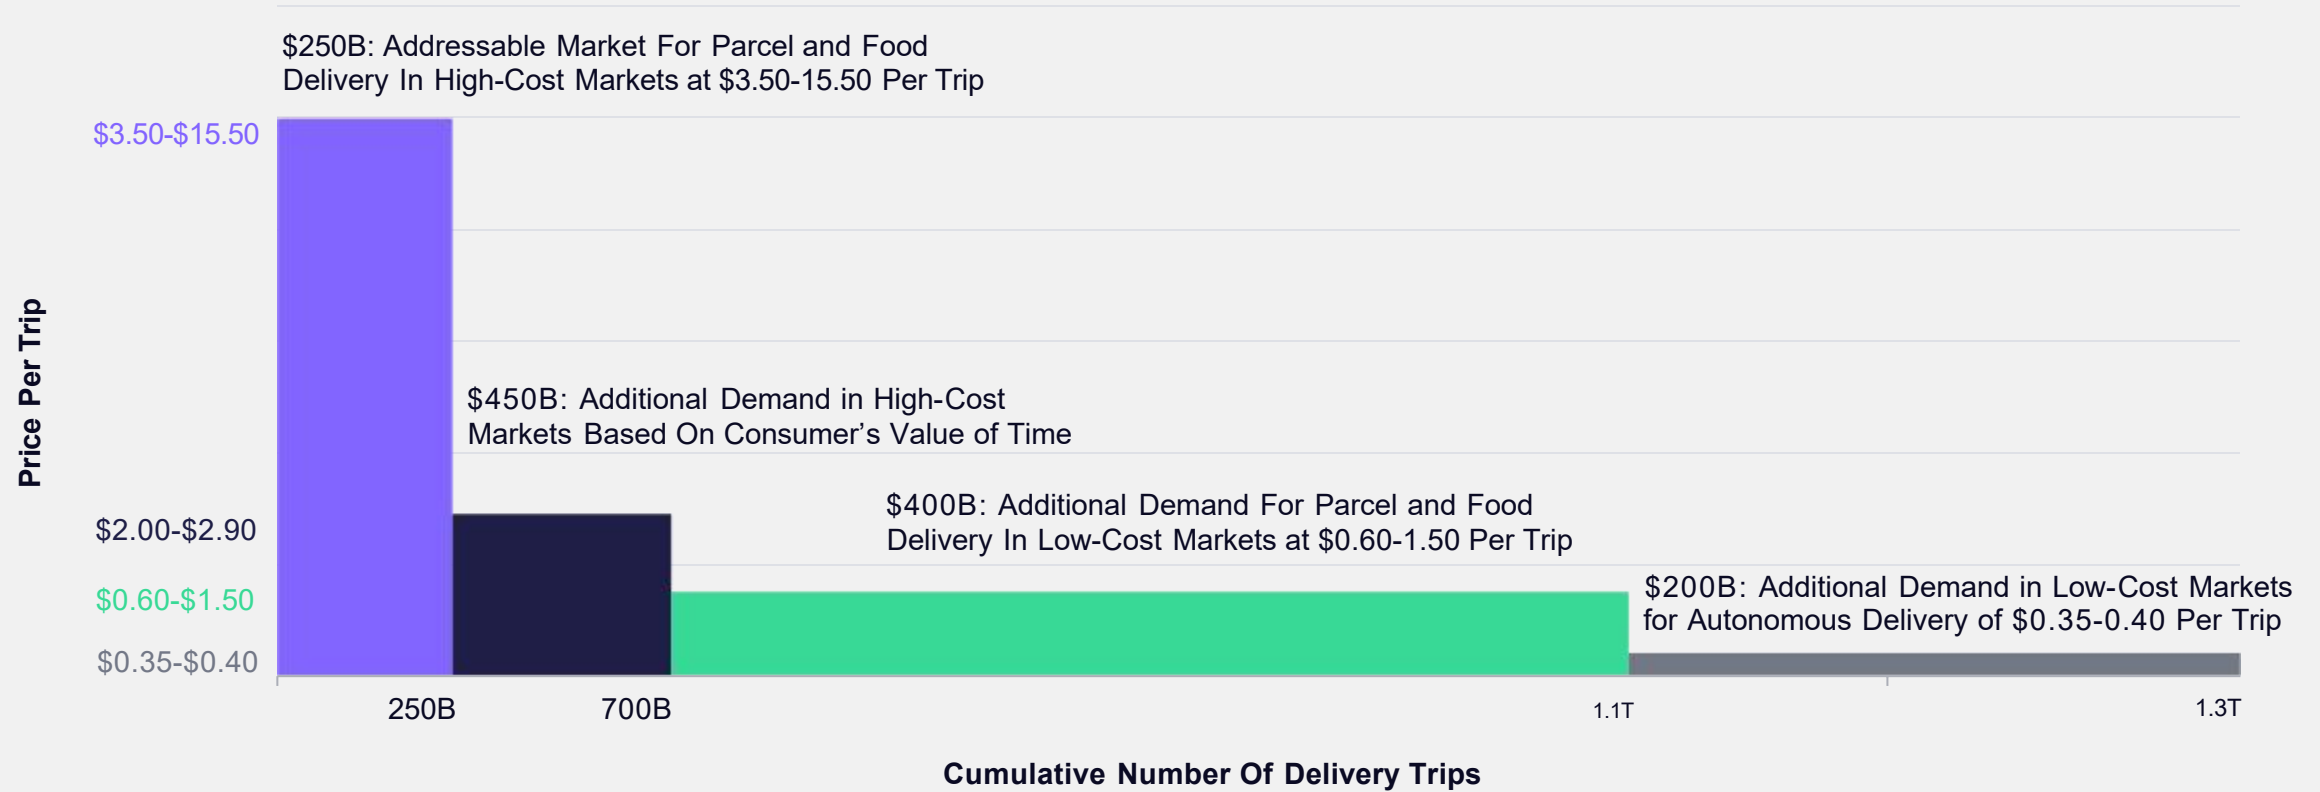 $250B: Addressable Market For Parcel and Food
Delivery In High-Cost Markets at $3.50-15.50 Per Trip
$3.50-$15.50
Price Per Trip
$450B: Additional Demand in High-Cost
Markets Based On Consumer’s Value of Time
$2.00-$2.90
$400B: Additional Demand For Parcel and Food
Delivery In Low-Cost Markets at $0.60-1.50 Per Trip
$0.60-$1.50
$200B: Additional Demand in Low-Cost Markets
for Autonomous Delivery of $0.35-0.40 Per Trip
$0.35-$0.40
250B 700B 1.1T 1.3T
Cumulative Number Of Delivery Trips